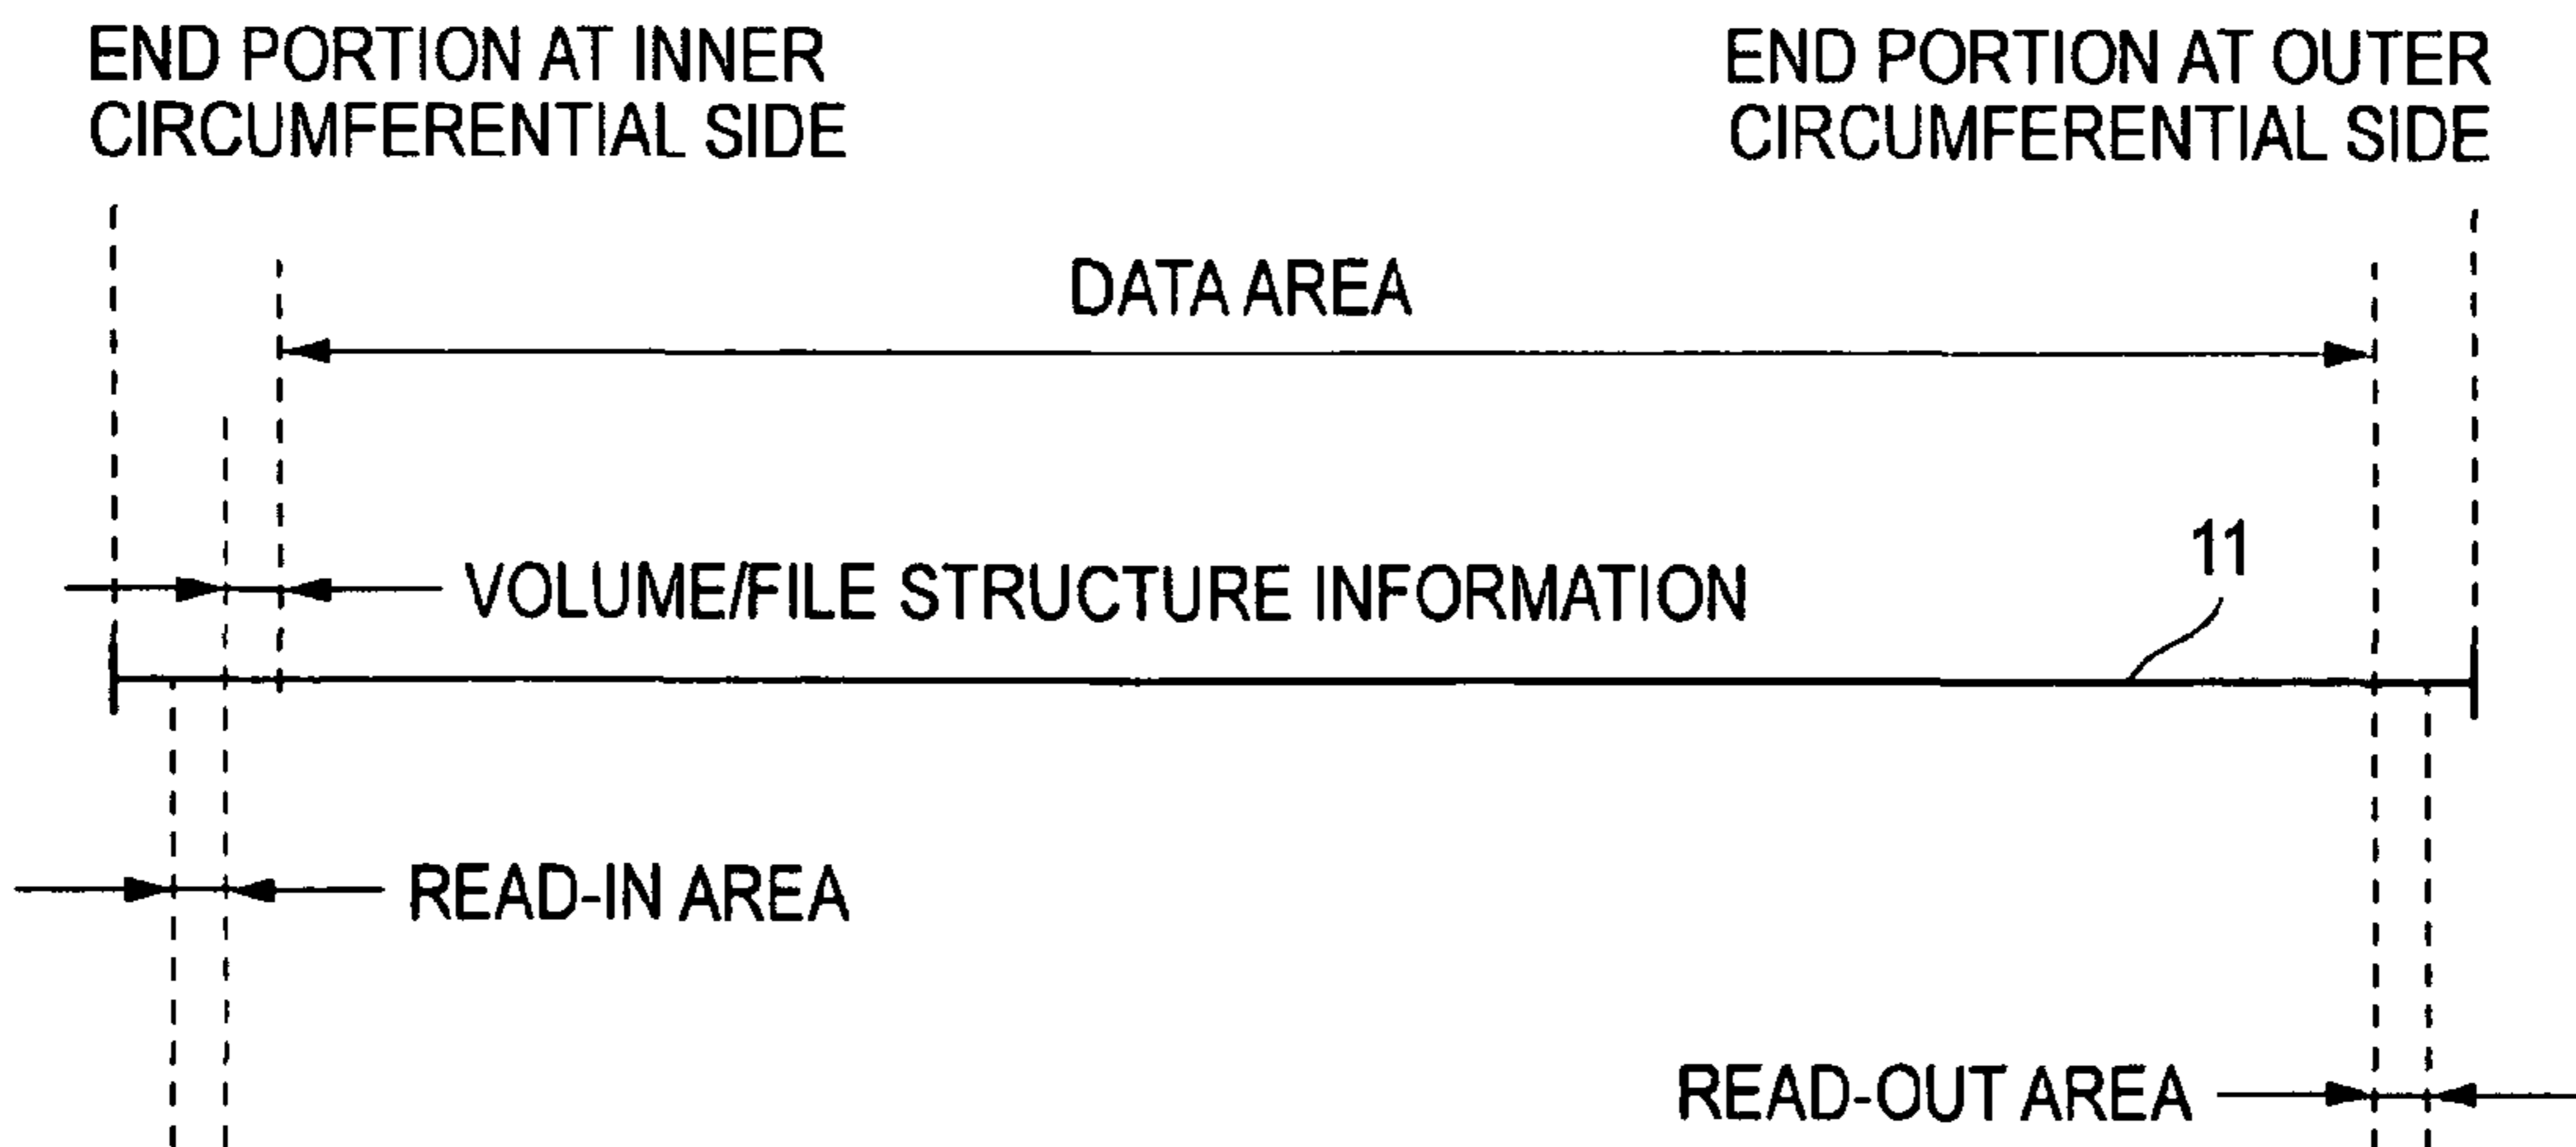 END PORTION AT INNER
CIRCUMFERENTIAL SIDE
END PORTION AT OUTER
CIRCUMFERENTIAL SIDE
DATA AREA
11
VOLUME/FILE STRUCTURE INFORMATION
READ-IN AREA
READ-OUT AREA